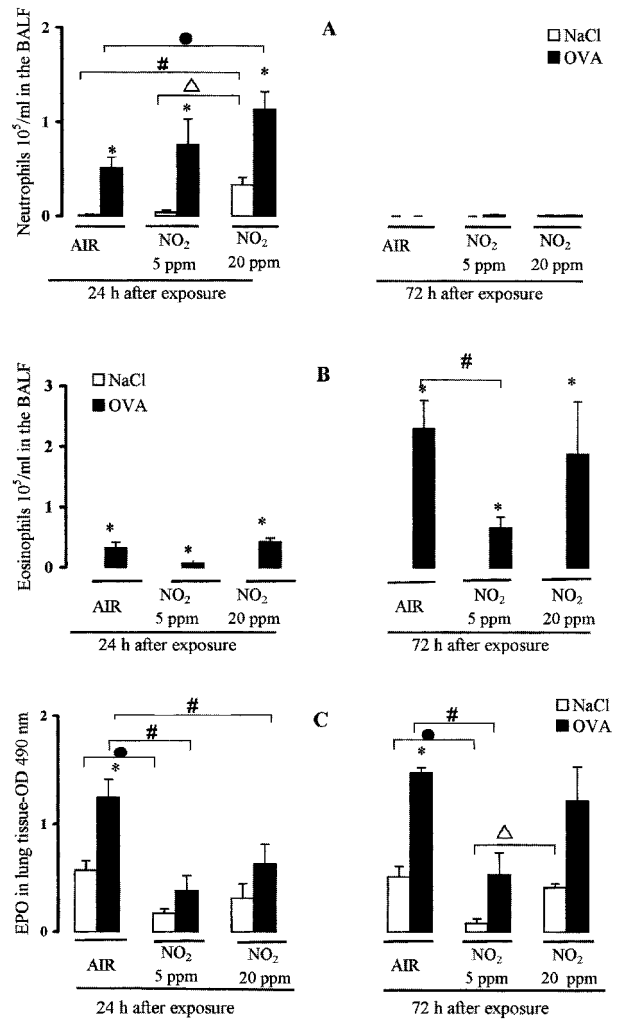 A
NaCl
OVA
Neutrophils 10⁵/ml in the BALF
2
1
0
●
#
△
*
*
*
AIR
NO₂
5 ppm
NO₂
20 ppm
24 h after exposure
AIR
NO₂
5 ppm
NO₂
20 ppm
72 h after exposure
B
NaCl
OVA
Eosinophils 10⁵/ml in the BALF
3
2
1
0
*
*
*
#
*
*
*
AIR
NO₂
5 ppm
NO₂
20 ppm
24 h after exposure
AIR
NO₂
5 ppm
NO₂
20 ppm
72 h after exposure
C
NaCl
OVA
EPO in lung tissue-OD 490 nm
2
1
0
#
#
●
*
#
●
*
△
AIR
NO₂
5 ppm
NO₂
20 ppm
24 h after exposure
AIR
NO₂
5 ppm
NO₂
20 ppm
72 h after exposure